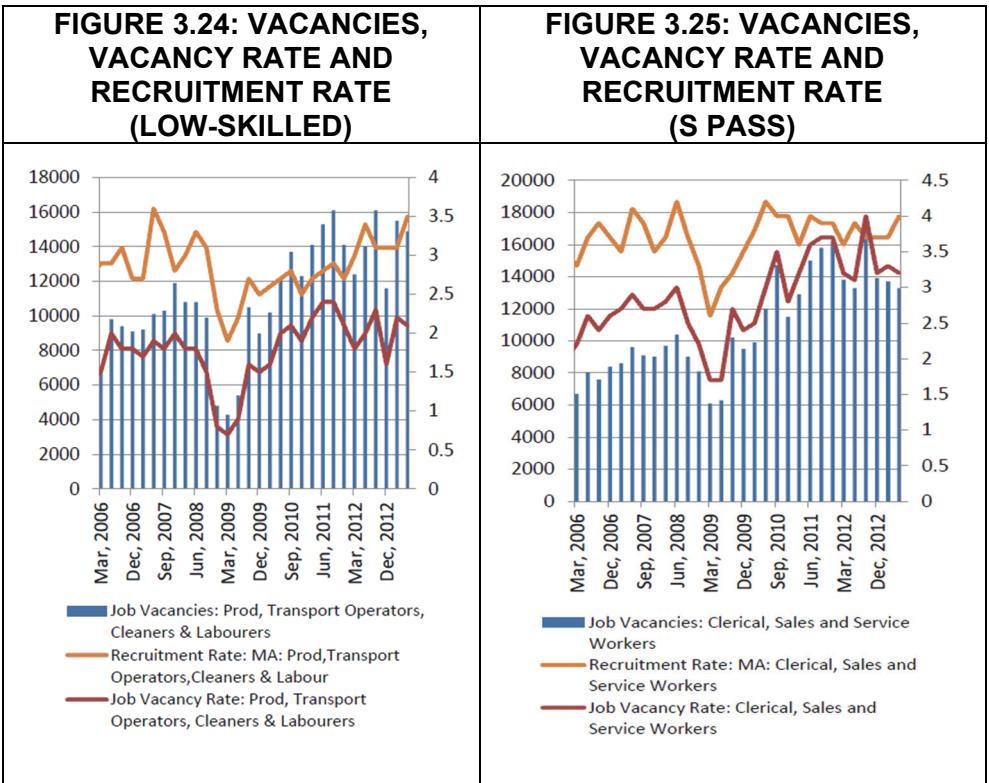 FIGURE 3.24: VACANCIES,
VACANCY RATE AND
RECRUITMENT RATE
(LOW-SKILLED)
18000
16000
14000
12000
10000
8000
6000
4000
2000
0
4
3.5
3
2.5
2
1.5
1
0.5
0
Mar, 2006
Dec, 2006
Sep, 2007
Jun, 2008
Mar, 2009
Dec, 2009
Sep, 2010
Jun, 2011
Mar, 2012
Dec, 2012
Job Vacancies: Prod, Transport Operators,
Cleaners & Labourers
Recruitment Rate: MA: Prod,Transport
Operators,Cleaners & Labour
Job Vacancy Rate: Prod, Transport
Operators, Cleaners & Labourers
FIGURE 3.25: VACANCIES,
VACANCY RATE AND
RECRUITMENT RATE
(S PASS)
20000
18000
16000
14000
12000
10000
8000
6000
4000
2000
0
4.5
4
3.5
3
2.5
2
1.5
1
0.5
0
Mar, 2006
Dec, 2006
Sep, 2007
Jun, 2008
Mar, 2009
Dec, 2009
Sep, 2010
Jun, 2011
Mar, 2012
Dec, 2012
Job Vacancies: Clerical, Sales and Service
Workers
Recruitment Rate: MA: Clerical, Sales and
Service Workers
Job Vacancy Rate: Clerical, Sales and
Service Workers